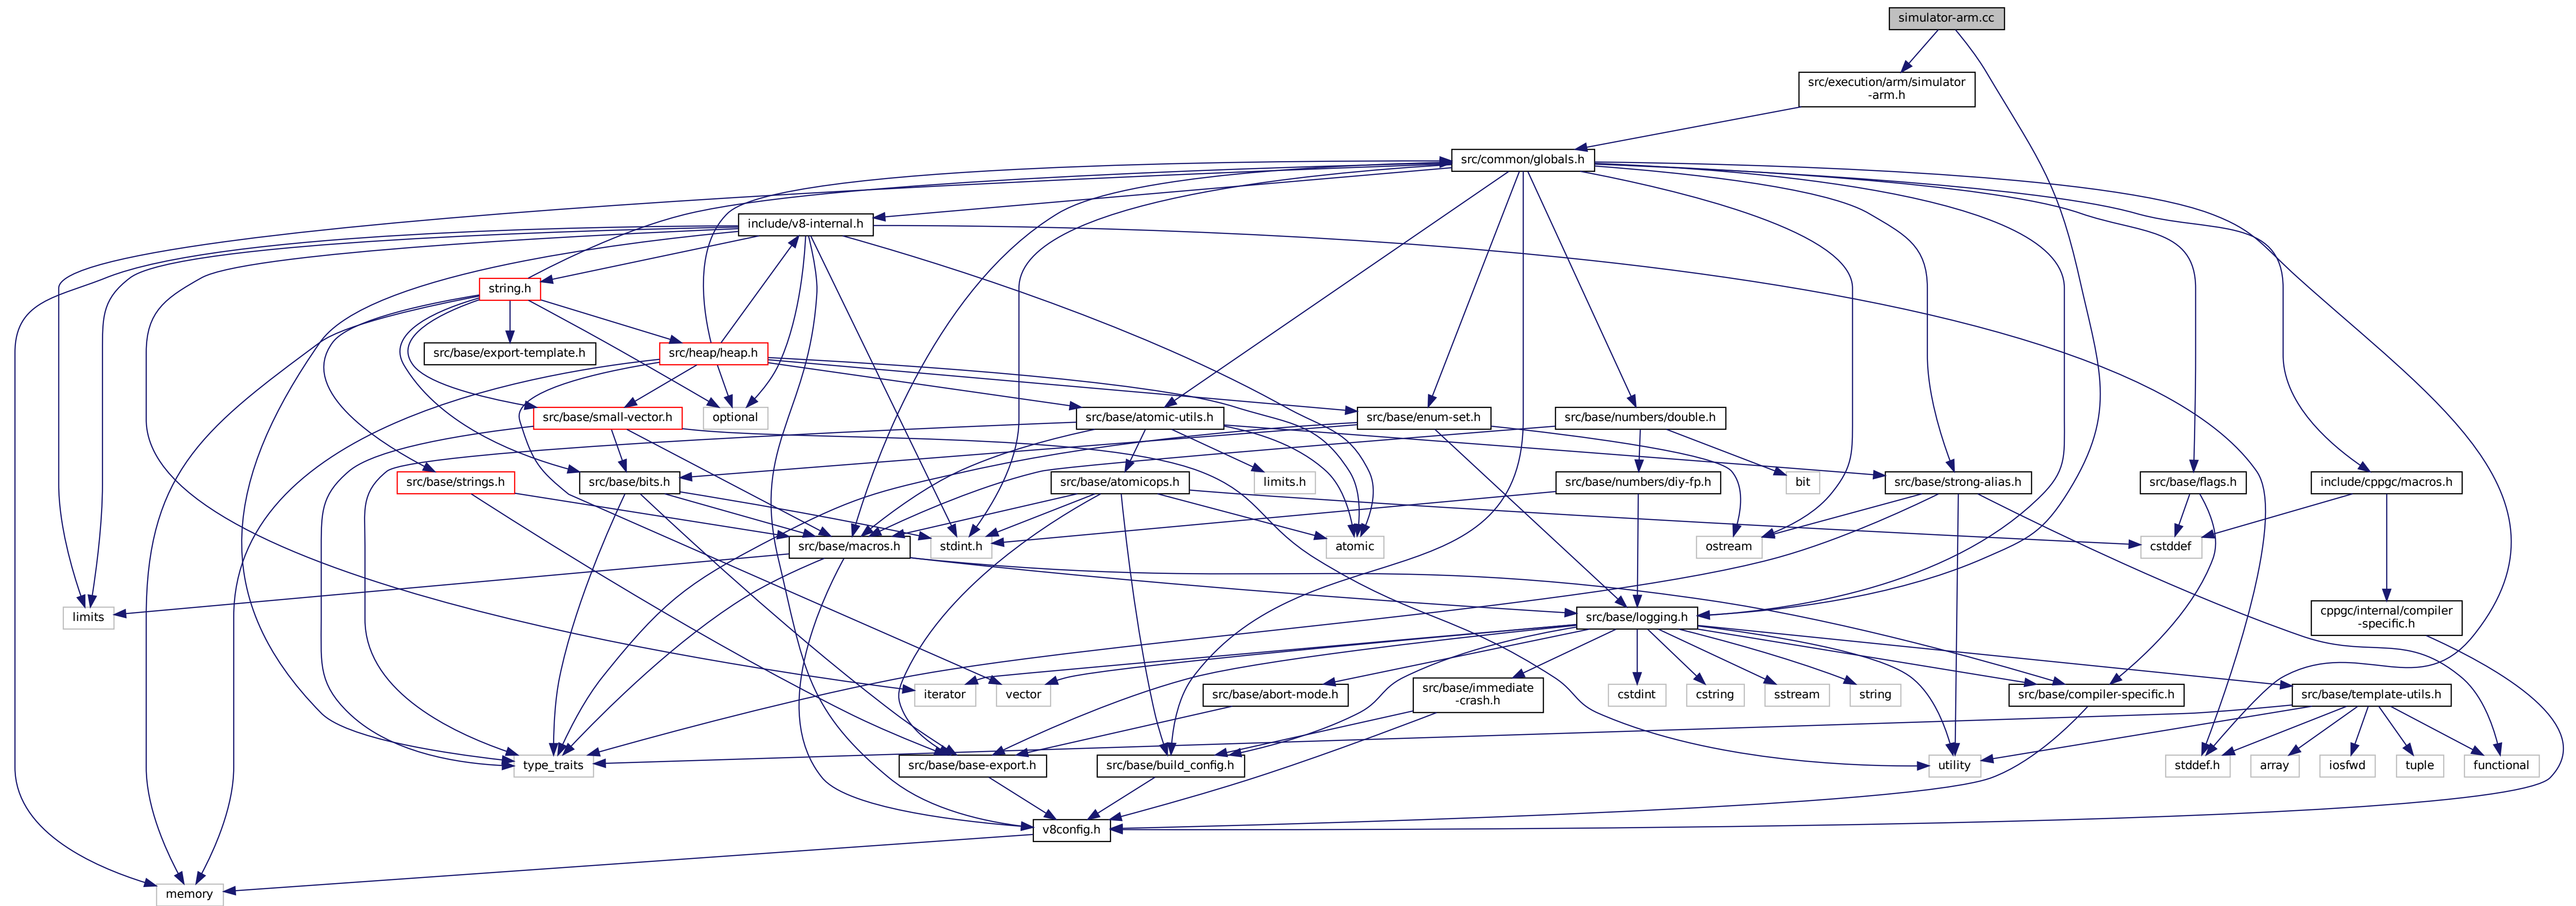 simulator-arm.cc
src/execution/arm/simulator
-arm.h
src/common/globals.h
include/v8-internal.h
string.h
src/base/export-template.h
src/heap/heap.h
src/base/small-vector.h
optional
src/base/atomic-utils.h
src/base/enum-set.h
src/base/numbers/double.h
src/base/strings.h
src/base/bits.h
src/base/atomicops.h
limits.h
src/base/numbers/diy-fp.h
bit
src/base/strong-alias.h
src/base/flags.h
include/cppgc/macros.h
src/base/macros.h
stdint.h
atomic
ostream
cstddef
limits
src/base/logging.h
cppgc/internal/compiler
-specific.h
iterator
vector
src/base/abort-mode.h
src/base/immediate
-crash.h
cstdint
cstring
sstream
string
src/base/compiler-specific.h
src/base/template-utils.h
type_traits
src/base/base-export.h
src/base/build_config.h
utility
stddef.h
array
iosfwd
tuple
functional
v8config.h
memory